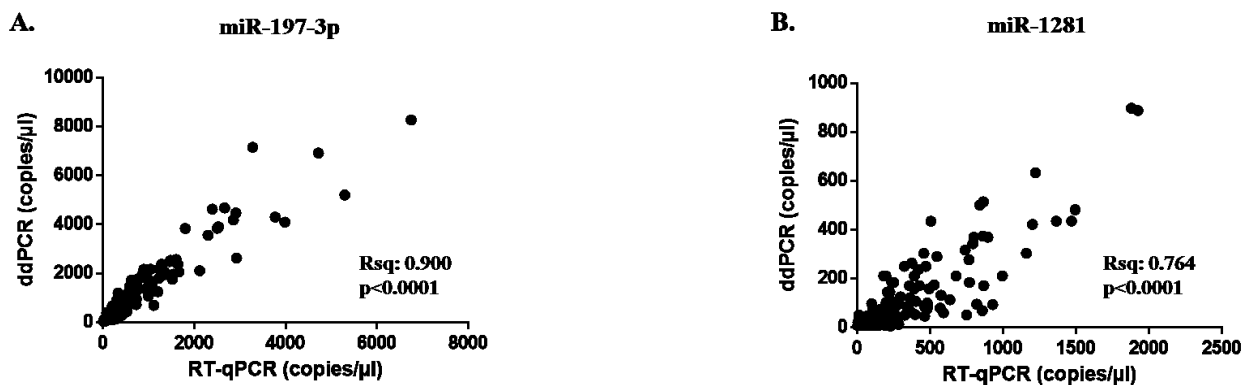 A.
miR-197-3p
10000
8000
6000
4000
2000
0
ddPCR (copies/µl)
Rsq: 0.900
p<0.0001
0 2000 4000 6000 8000
RT-qPCR (copies/µl)
B.
miR-1281
1000
800
600
400
200
0
ddPCR (copies/µl)
Rsq: 0.764
p<0.0001
0 500 1000 1500 2000 2500
RT-qPCR (copies/µl)